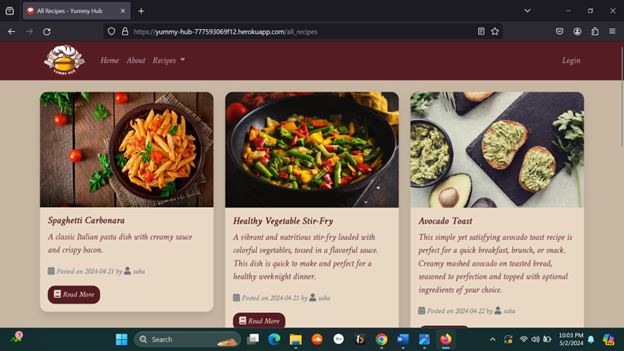 All Recipes - Yummy Hub
https://yummy-hub-777593069f12.herokuapp.com/all_recipes
YUMMY HUB
Home About Recipes
Login
Spaghetti Carbonara
A classic Italian pasta dish with creamy sauce
and crispy bacon.
Posted on 2024-04-21 by saba
Read More
Healthy Vegetable Stir-Fry
A vibrant and nutritious stir-fry loaded with
colorful vegetables, tossed in a flavorful sauce.
This dish is quick to make and perfect for a
healthy weeknight dinner.
Posted on 2024-04-21 by saba
Read More
Avocado Toast
This simple yet satisfying avocado toast recipe is
perfect for a quick breakfast, brunch, or snack.
Creamy mashed avocado on toasted bread,
seasoned to perfection and topped with optional
ingredients of your choice.
Posted on 2024-04-22 by saba
1
Search
10:03 PM
5/2/2024